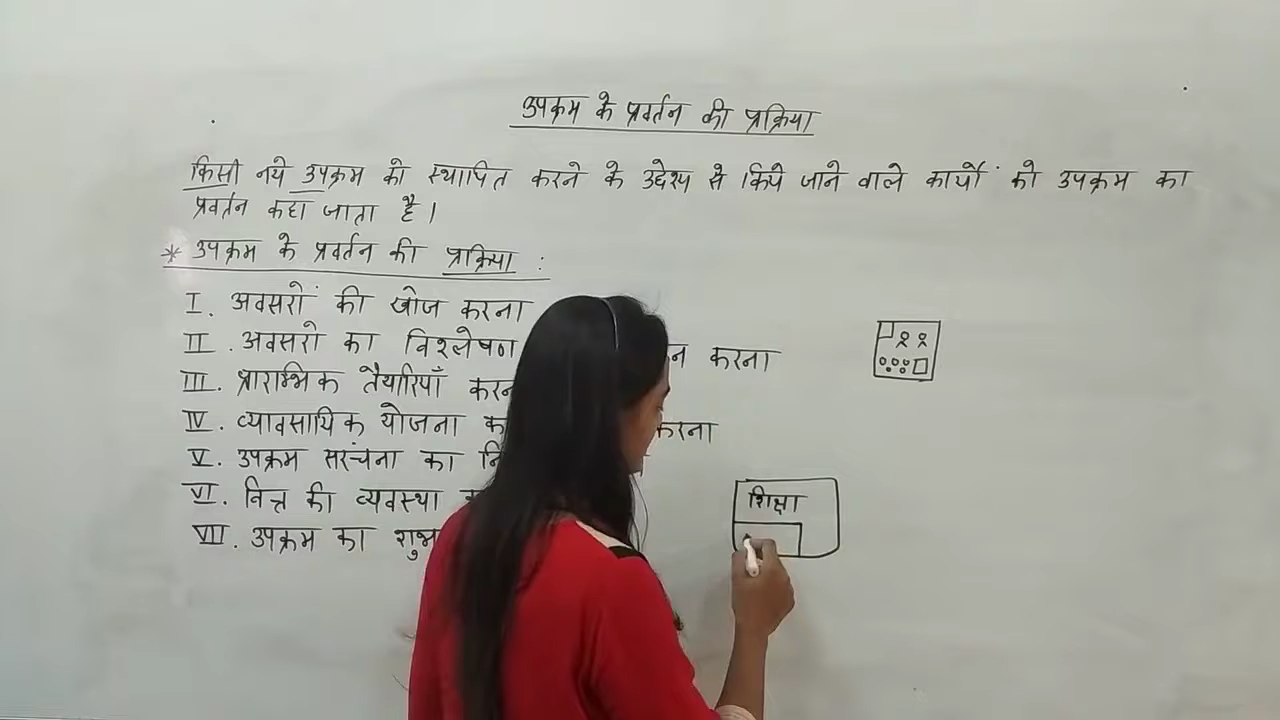 उपक्रम के प्रवर्तन की प्रक्रिया
किसी नये उपक्रम को स्थापित करने के उद्देश्य से किये जाने वाले कार्यों को उपक्रम का
प्रवर्तन कहा जाता है।
* उपक्रम के प्रवर्तन की प्रक्रिया :
I. अवसरों की खोज करना
II. अवसरो का विश्लेषण करना
III. प्रारम्भिक तैयारियाँ
IV. व्यावसायिक योजना करना
V. उपक्रम सरंचना का
VI. वित्त की व्यवस्था
VII. उपक्रम का
शिक्षा